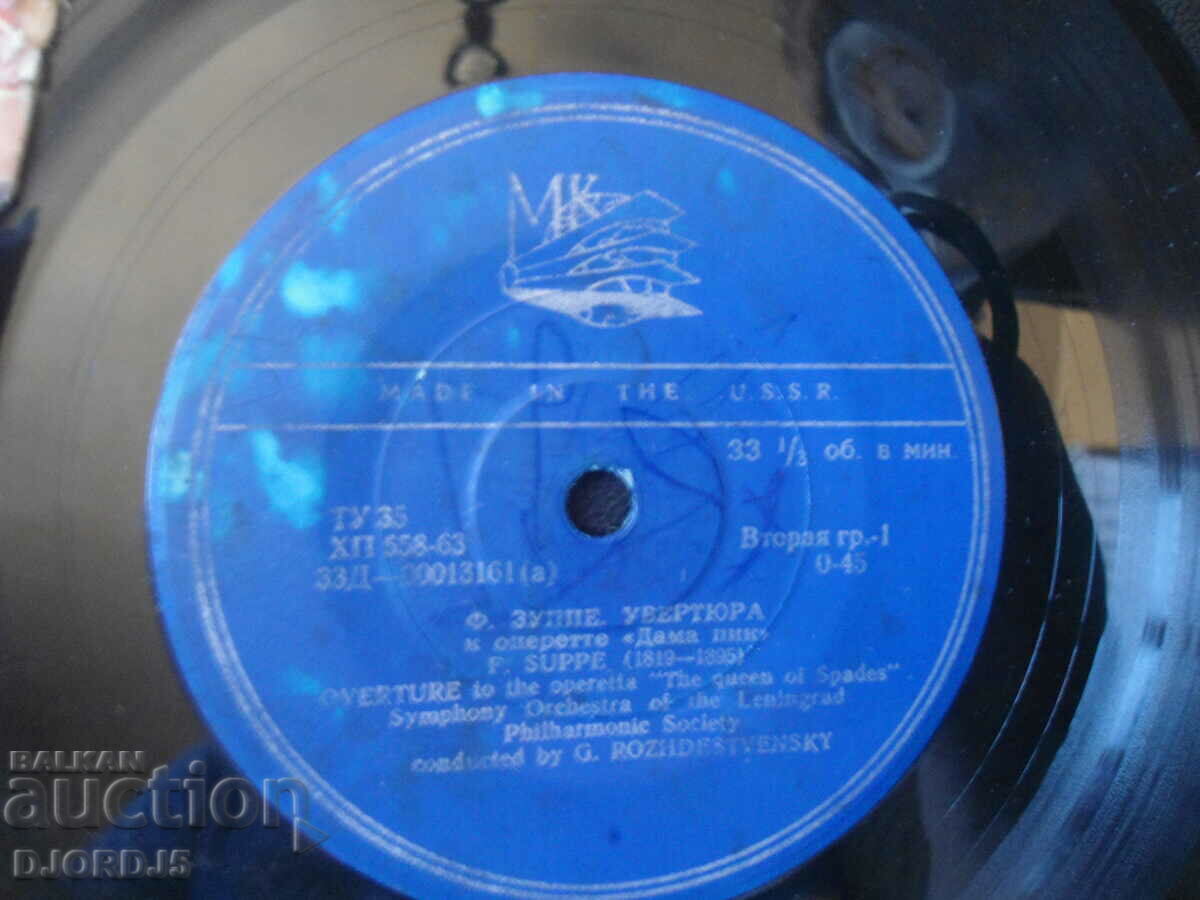 МК
MADE IN THE U.S.S.R.
33 1/3 об. в мин.
ТУ 35
ХП 558-63
33Д—00013161(а)
Вторая гр.-1
0-45
Ф. ЗУППЕ. УВЕРТЮРА
к оперетте «Дама пик»
F. SUPPE (1819—1895)
OVERTURE to the operetta "The queen of Spades"
Symphony Orchestra of the Leningrad
Philharmonic Society
conducted by G. ROZHDESTVENSKY
BALKAN
auction
DJORDJ5